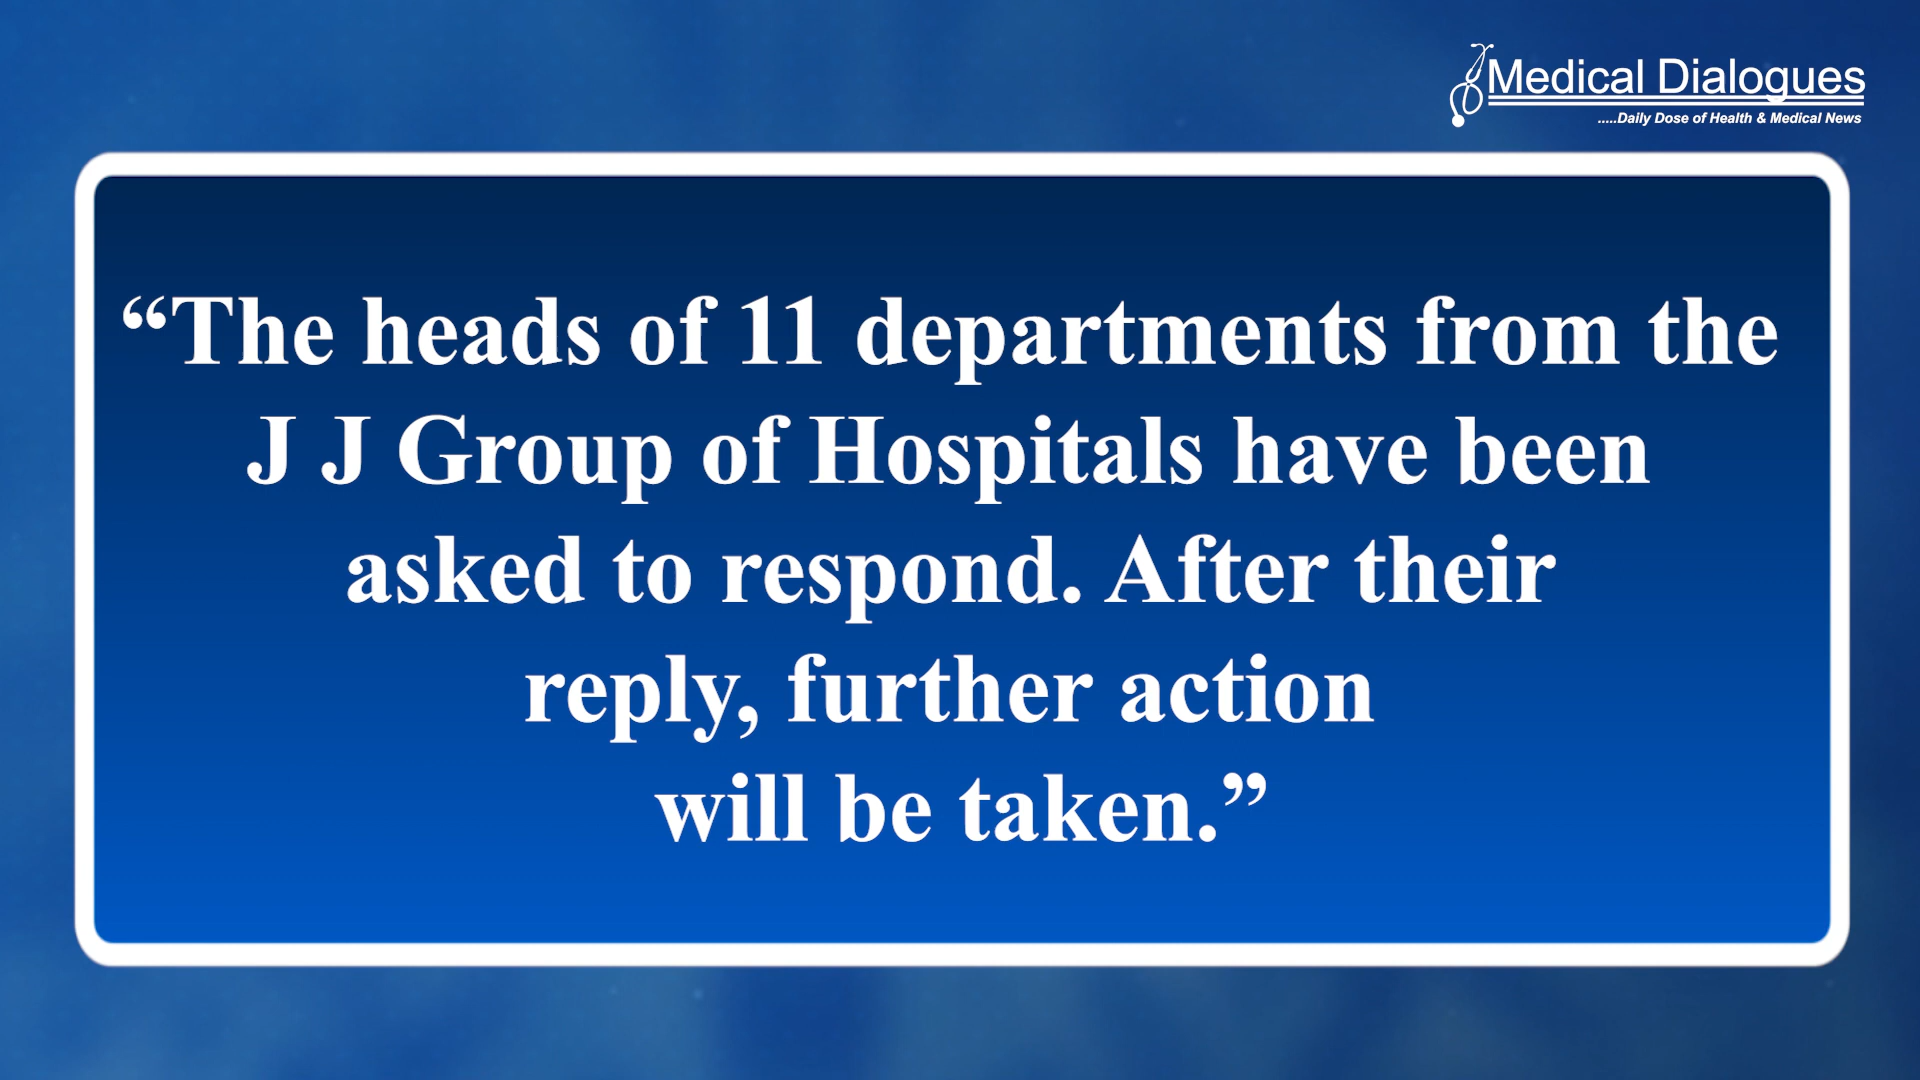 Medical Dialogues
.....Daily Dose of Health & Medical News
“The heads of 11 departments from the
J J Group of Hospitals have been
asked to respond. After their
reply, further action
will be taken.”